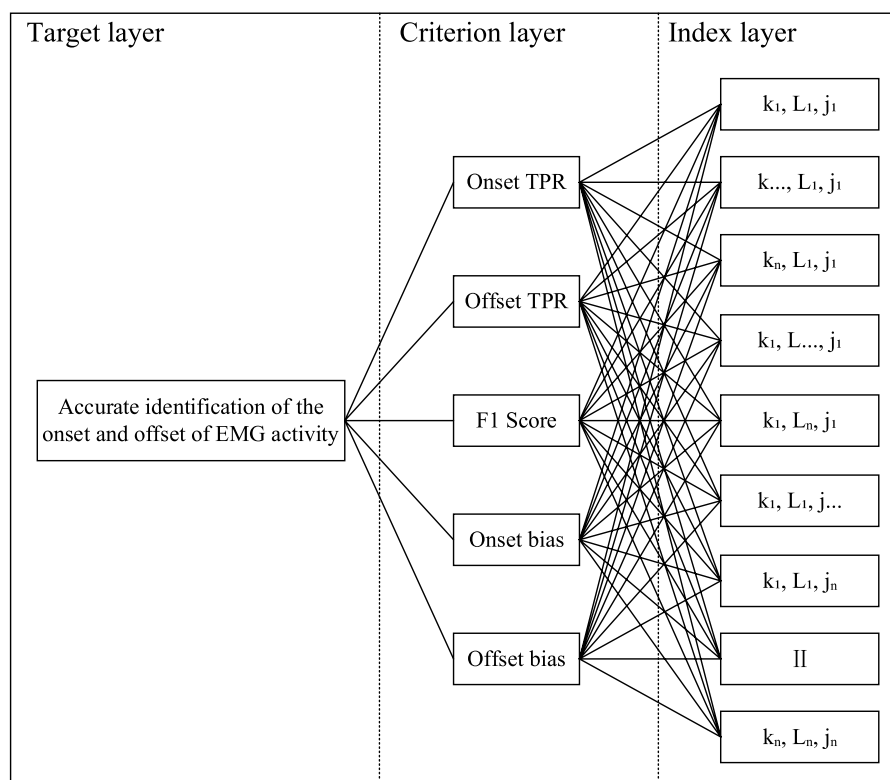 Target layer
Criterion layer
Index layer
Accurate identification of the
onset and offset of EMG activity
Onset TPR
Offset TPR
F1 Score
Onset bias
Offset bias
k₁, L₁, j₁
k..., L₁, j₁
kₙ, L₁, j₁
k₁, L..., j₁
k₁, Lₙ, j₁
k₁, L₁, j...
k₁, L₁, jₙ
II
kₙ, Lₙ, jₙ